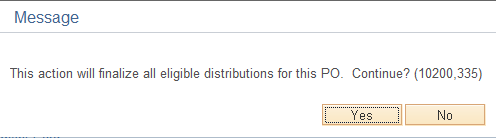 Message
This action will finalize all eligible distributions for this PO.  Continue? (10200,335)
Yes No